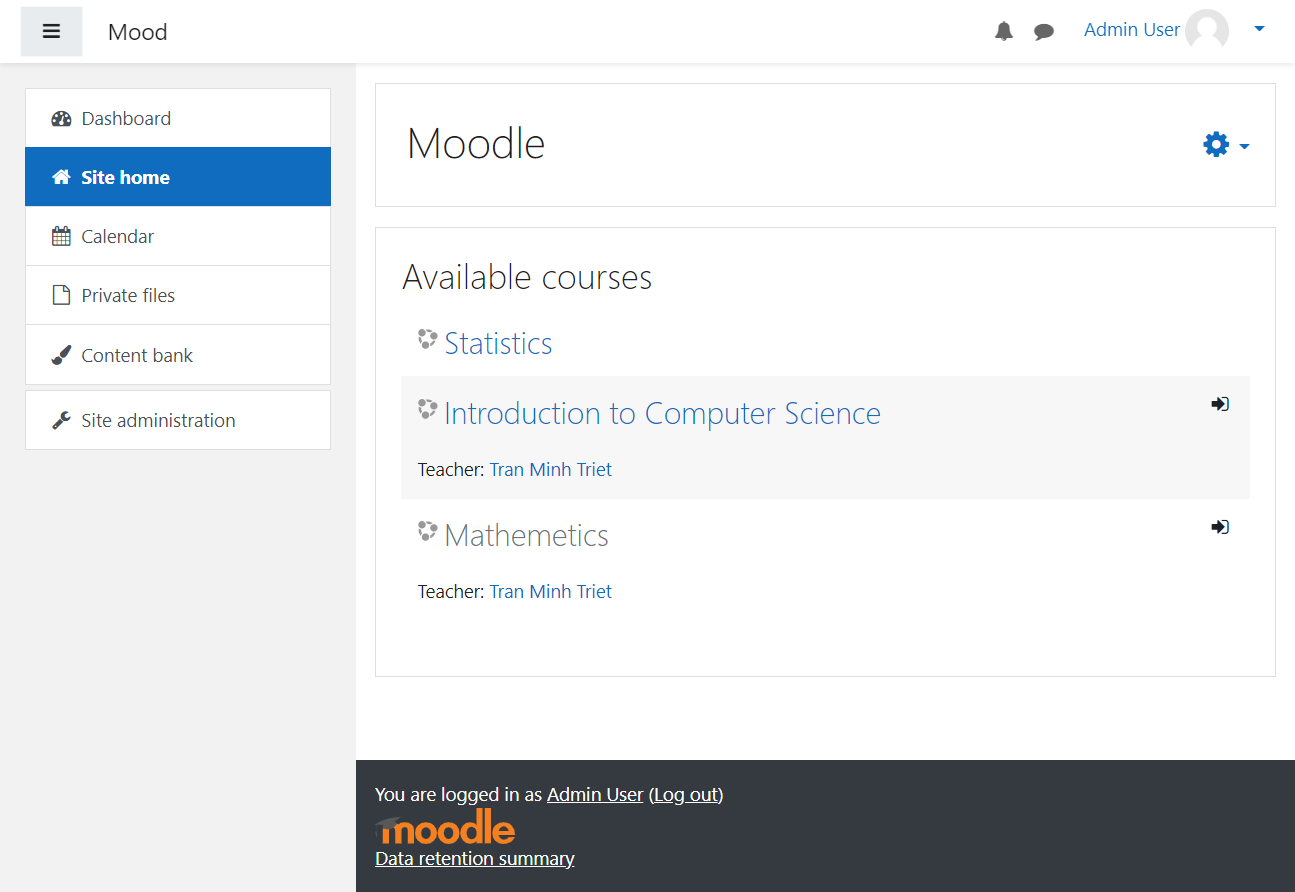 Mood
Admin User
Dashboard
Site home
Calendar
Private files
Content bank
Site administration
Moodle
Available courses
Statistics
Introduction to Computer Science
Teacher: Tran Minh Triet
Mathemetics
Teacher: Tran Minh Triet
You are logged in as Admin User (Log out)
moodle
Data retention summary